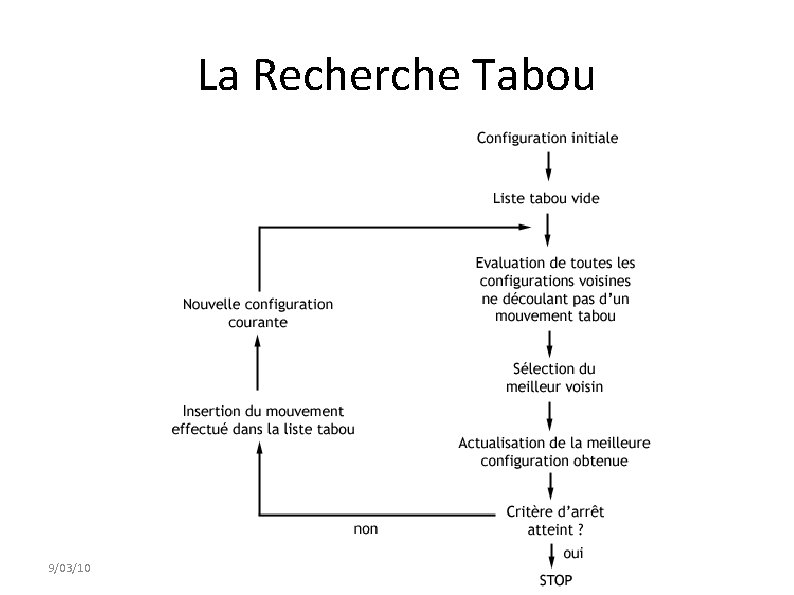 La Recherche Tabou
Configuration initiale
Liste tabou vide
Evaluation de toutes les
configurations voisines
ne découlant pas d'un
mouvement tabou
Sélection du
meilleur voisin
Actualisation de la meilleure
configuration obtenue
Critère d'arrêt
atteint ?
oui
STOP
non
Insertion du mouvement
effectué dans la liste tabou
Nouvelle configuration
courante
9/03/10